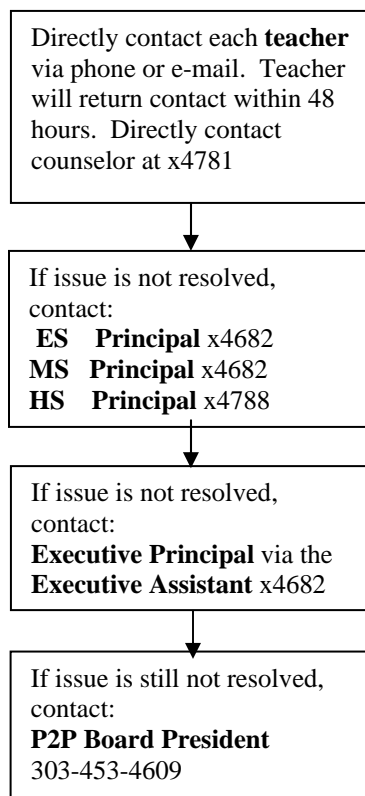 Directly contact each teacher
via phone or e-mail. Teacher
will return contact within 48
hours. Directly contact
counselor at x4781
If issue is not resolved,
contact:
ES Principal x4682
MS Principal x4682
HS Principal x4788
If issue is not resolved,
contact:
Executive Principal via the
Executive Assistant x4682
If issue is still not resolved,
contact:
P2P Board President
303-453-4609